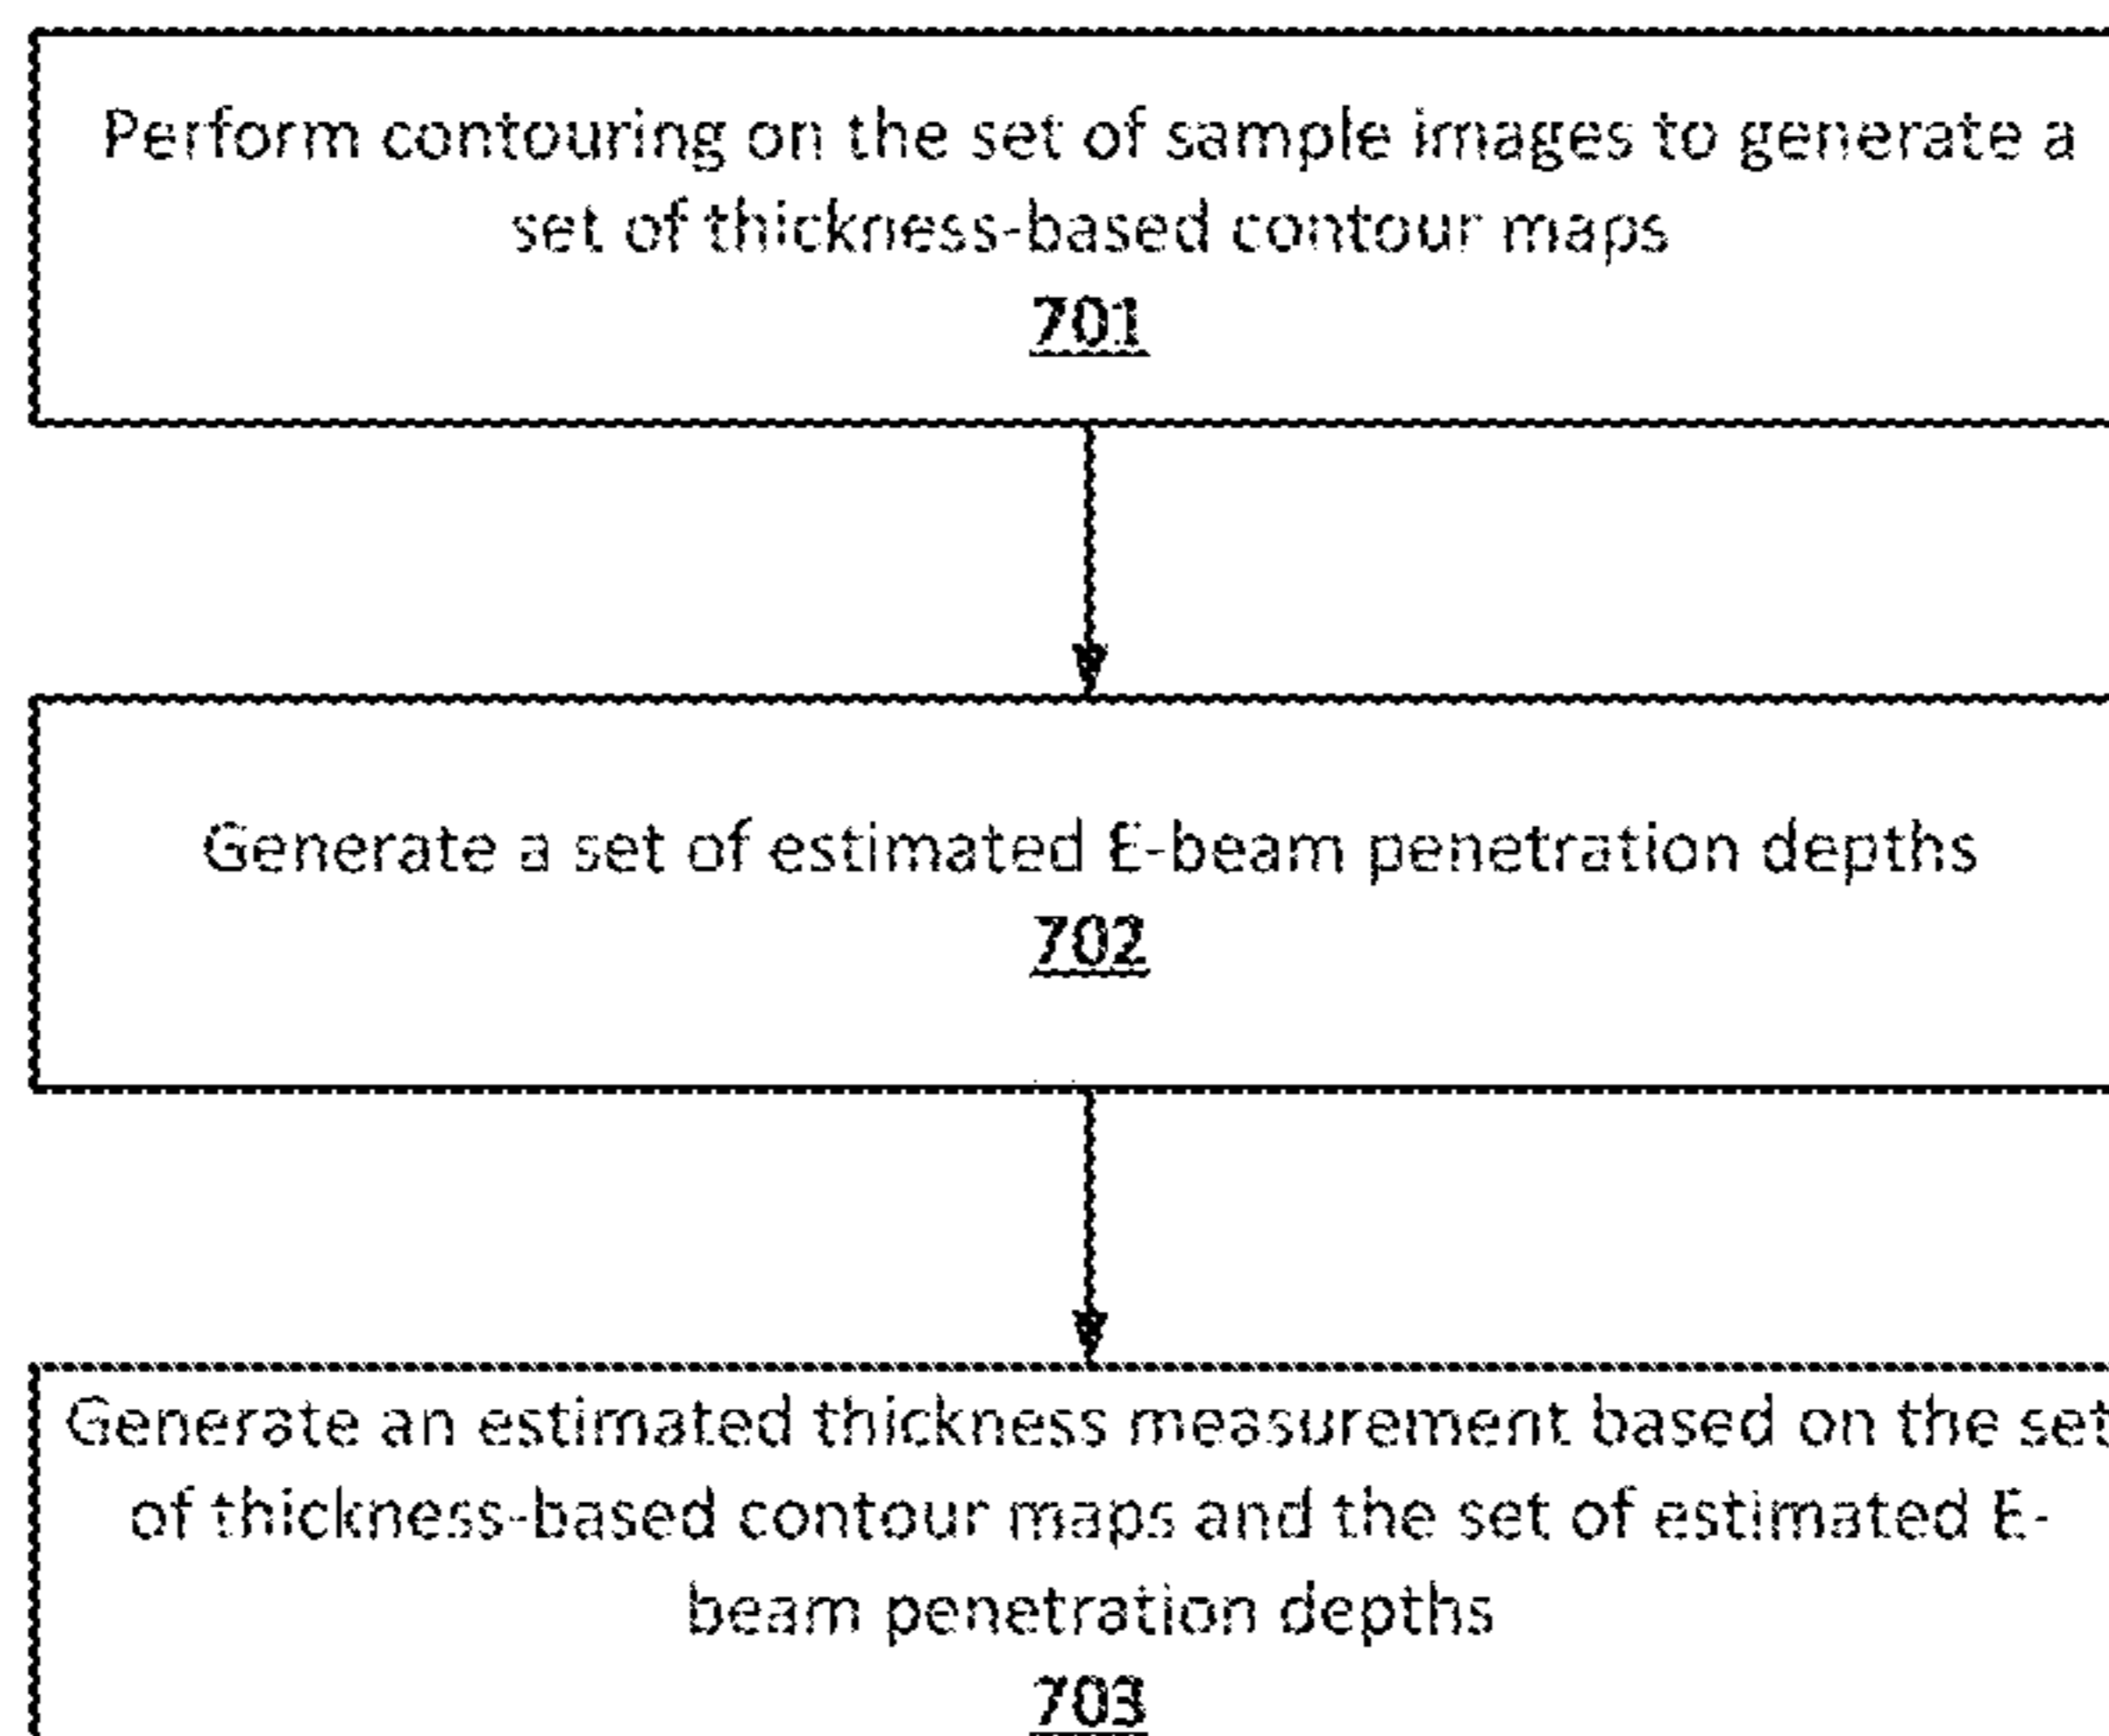 Perform contouring on the set of sample images to generate a
set of thickness-based contour maps
701
Generate a set of estimated E-beam penetration depths
702
Generate an estimated thickness measurement based on the set
of thickness-based contour maps and the set of estimated E-
beam penetration depths
703